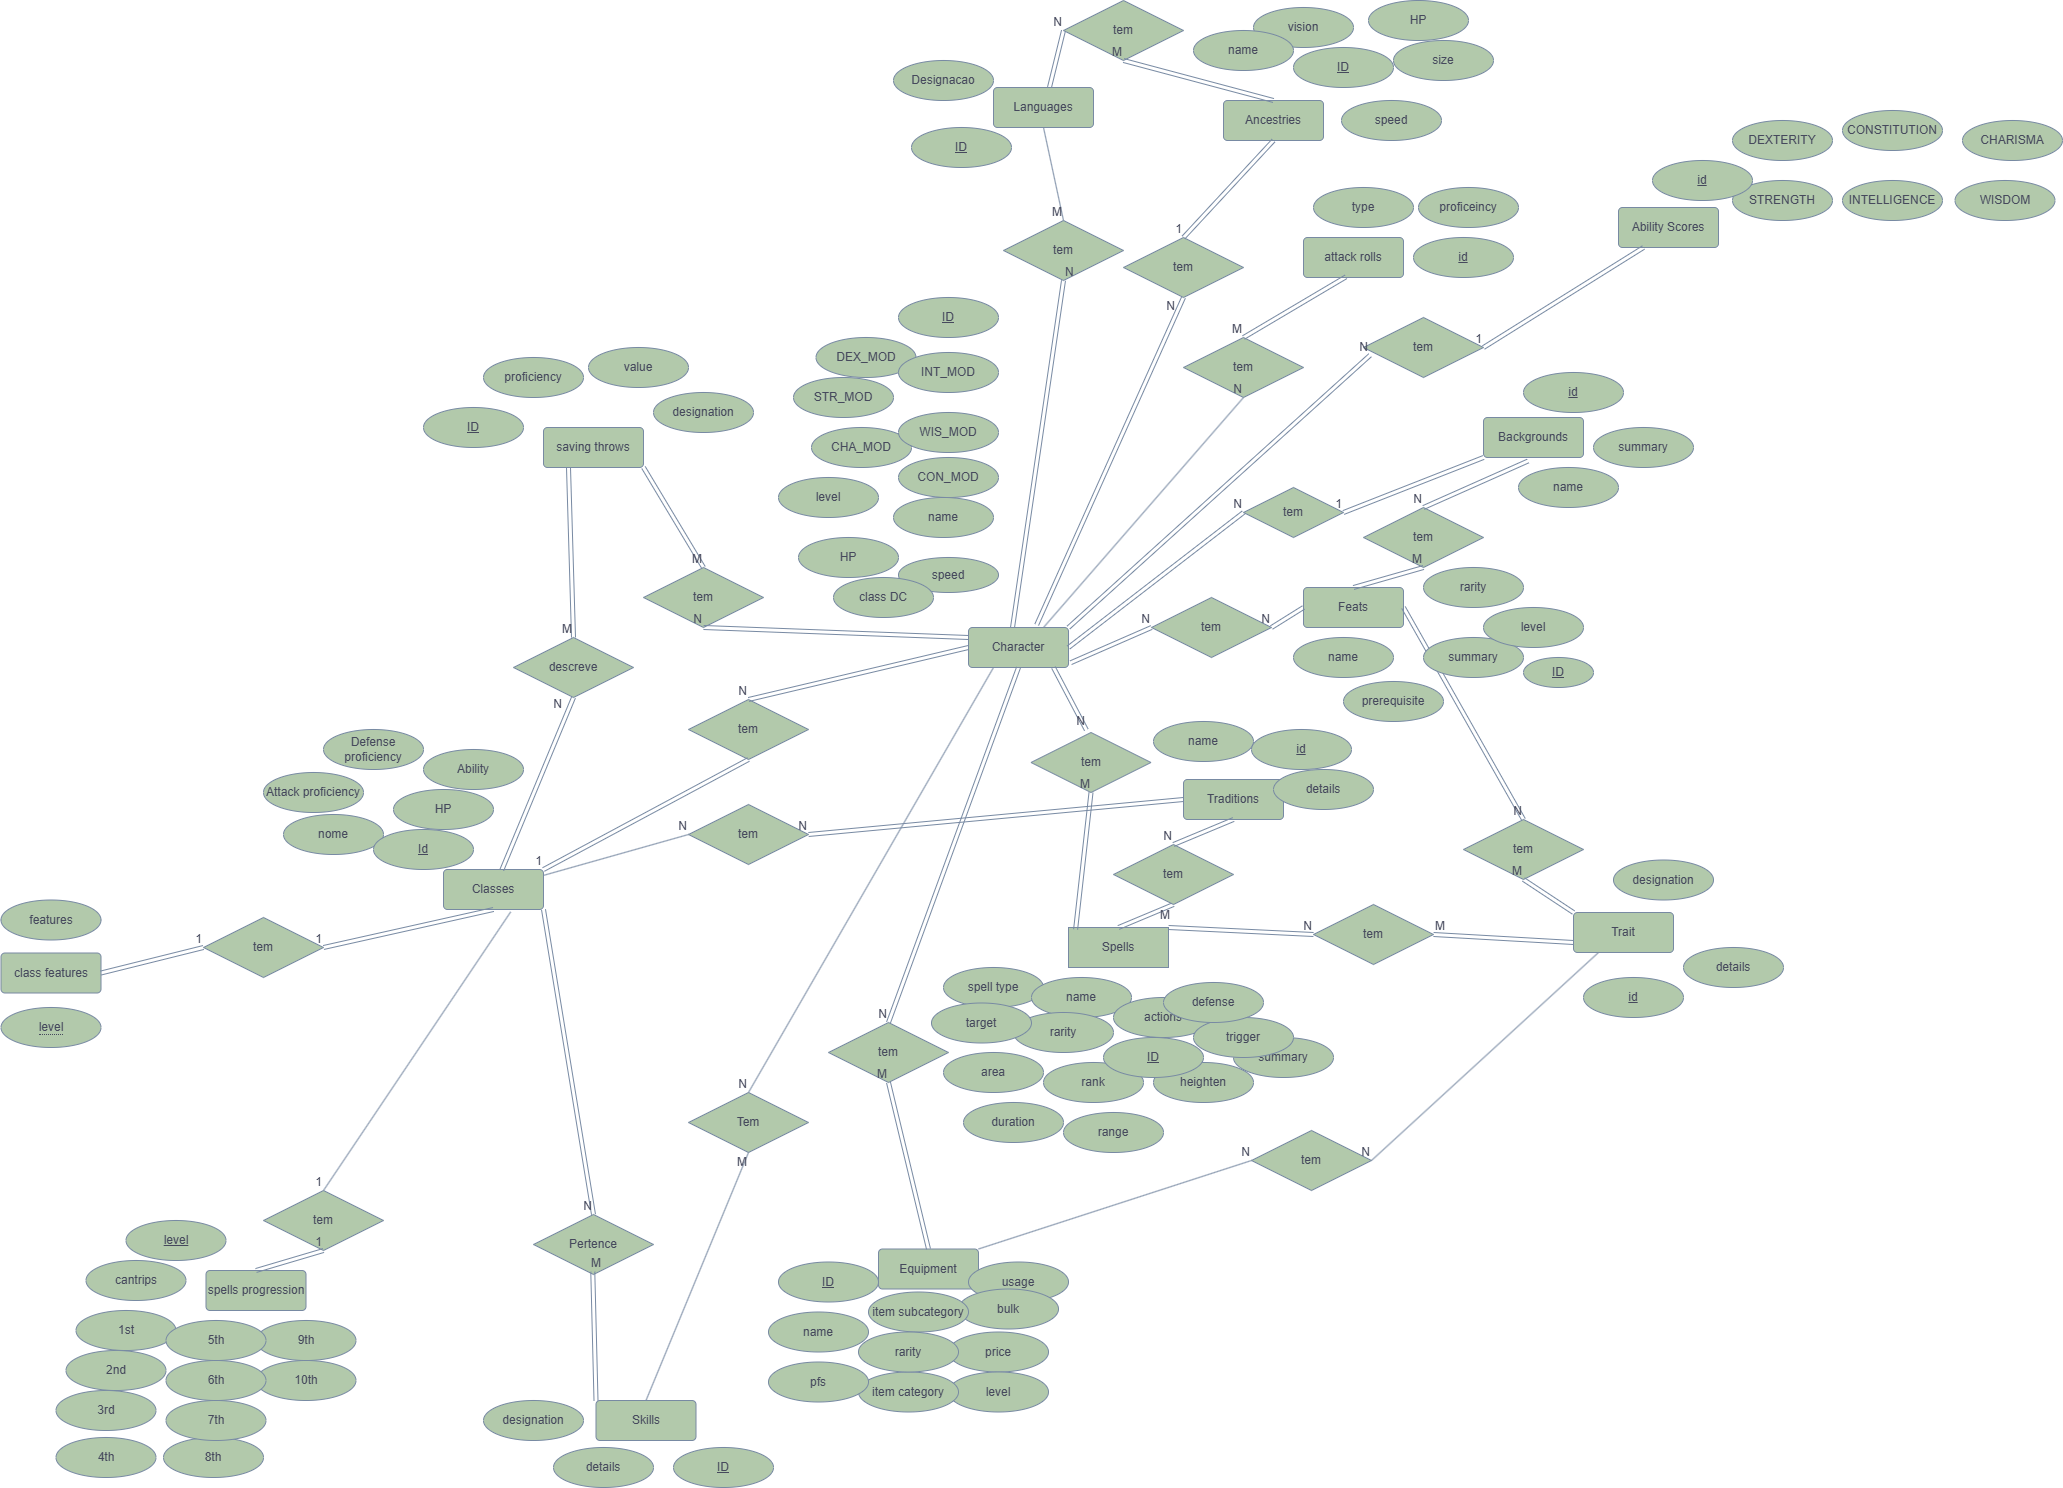 N
tem
M
vision
HP
name
ID
size
Designacao
Languages
Ancestries
speed
ID
DEXTERITY
CONSTITUTION
CHARISMA
id
STRENGTH
INTELLIGENCE
WISDOM
Ability Scores
type
proficeincy
attack rolls
id
M
tem
N
1
tem
N
M
tem
N
N
tem
1
ID
DEX_MOD
INT_MOD
STR_MOD
WIS_MOD
CHA_MOD
CON_MOD
level
name
HP
speed
class DC
proficiency
value
ID
designation
saving throws
id
Backgrounds
summary
name
N
tem
1
N
tem
M
M
tem
N
M
descreve
N
Character
N
tem
N
Feats
rarity
level
name
summary
ID
prerequisite
N
tem
1
N
tem
M
name
id
Traditions
details
Defense
proficiency
Ability
Attack proficiency
HP
nome
Id
Classes
N
tem
N
N
tem
M
N
tem
M
designation
Trait
details
id
features
class features
level
1
tem
1
Spells
N
tem
M
spell type
name
defense
target
rarity
actions
trigger
ID
summary
area
rank
heighten
duration
range
N
tem
M
N
Tem
M
N
tem
N
1
tem
1
N
Pertence
M
level
cantrips
spells progression
1st
5th
9th
2nd
6th
10th
3rd
7th
4th
8th
Equipment
ID
usage
item subcategory
bulk
name
rarity
price
pfs
item category
level
designation
Skills
details
ID